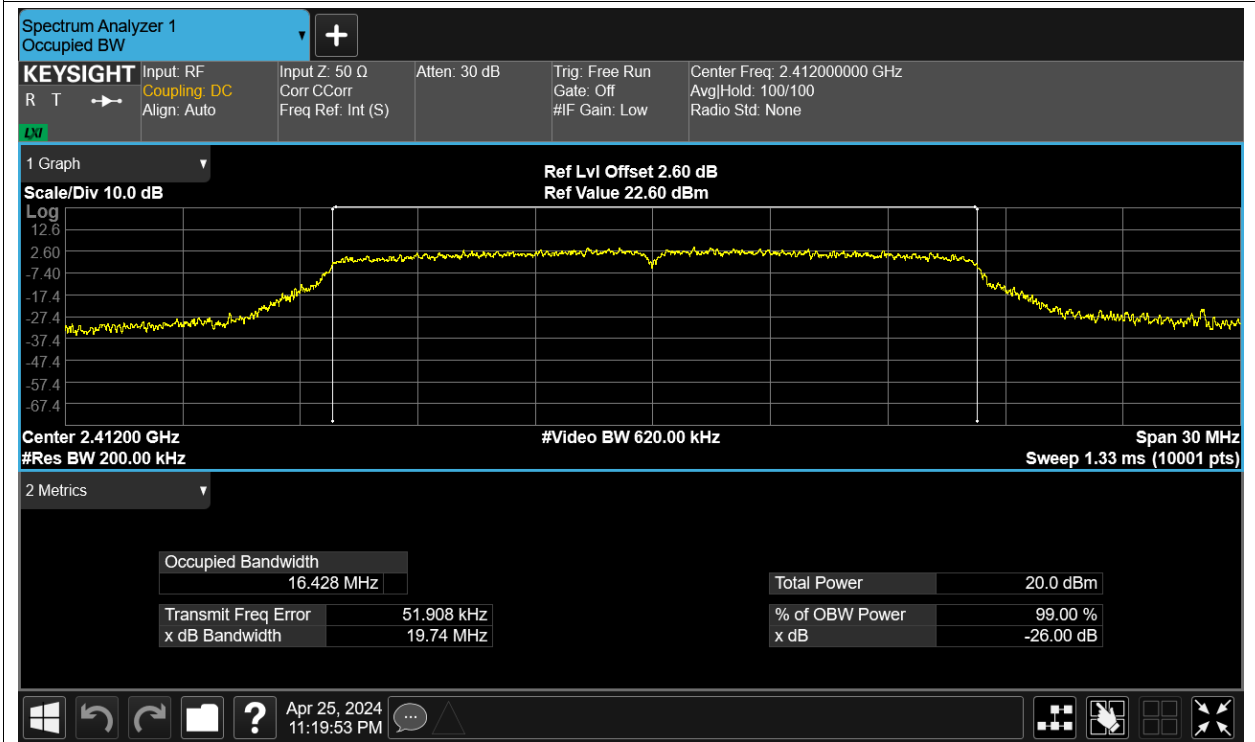 Spectrum Analyzer 1
Occupied BW
KEYSIGHT
R T
LXI
Input: RF
Coupling: DC
Align: Auto
Input Z: 50 Ω
Corr CCorr
Freq Ref: Int (S)
Atten: 30 dB
Trig: Free Run
Gate: Off
#IF Gain: Low
Center Freq: 2.412000000 GHz
Avg|Hold: 100/100
Radio Std: None
1 Graph
Scale/Div 10.0 dB
Ref Lvl Offset 2.60 dB
Ref Value 22.60 dBm
Log
12.6
2.60
-7.40
-17.4
-27.4
-37.4
-47.4
-57.4
-67.4
Center 2.41200 GHz
#Video BW 620.00 kHz
Span 30 MHz
#Res BW 200.00 kHz
Sweep 1.33 ms (10001 pts)
2 Metrics
Occupied Bandwidth
16.428 MHz
Transmit Freq Error 51.908 kHz
x dB Bandwidth 19.74 MHz
Total Power 20.0 dBm
% of OBW Power 99.00 %
x dB -26.00 dB
?
Apr 25, 2024
11:19:53 PM